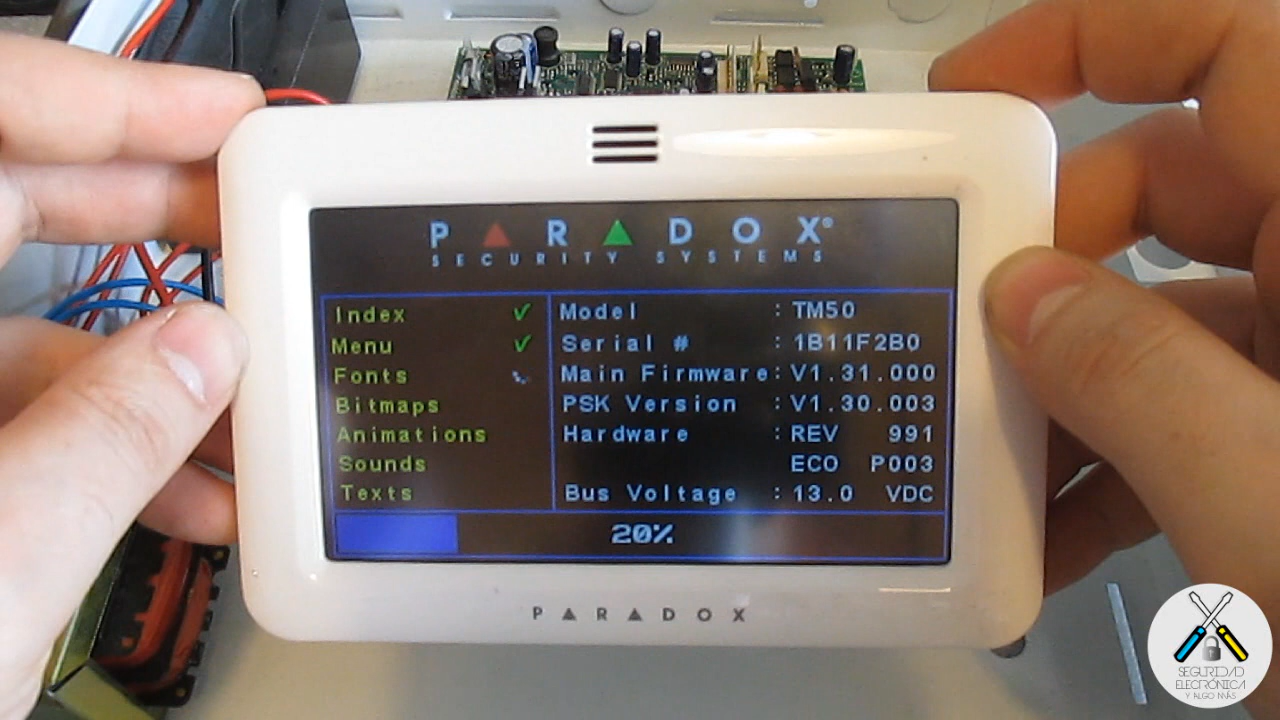 PARADOX®
SECURITY SYSTEMS
Index
Menu
Fonts
Bitmaps
Animations
Sounds
Texts
Model : TM50
Serial # : 1B11F2B0
Main Firmware: V1.31.000
PSK Version : V1.30.003
Hardware : REV 991
ECO P003
Bus Voltage : 13.0 VDC
20%
PARADOX
SEGURIDAD
ELECTRÓNICA
Y ALGO MÁS